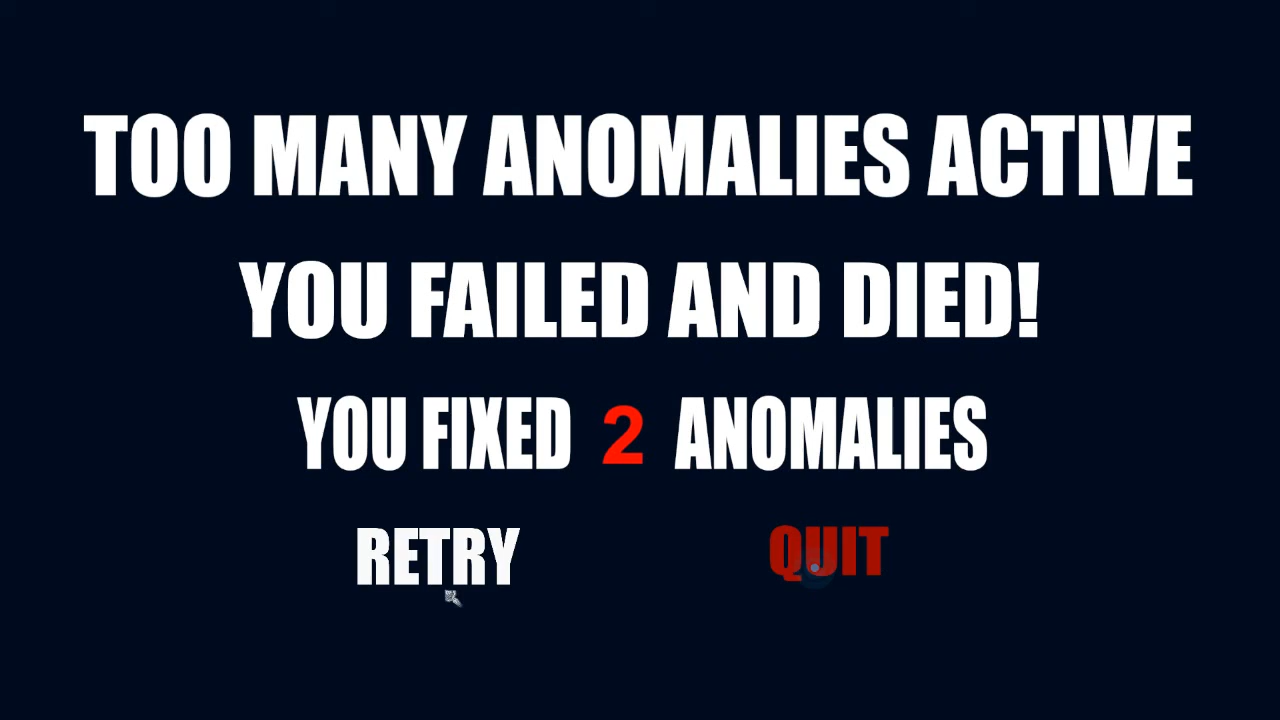 TOO MANY ANOMALIES ACTIVE
YOU FAILED AND DIED!
YOU FIXED 2 ANOMALIES
RETRY QUIT